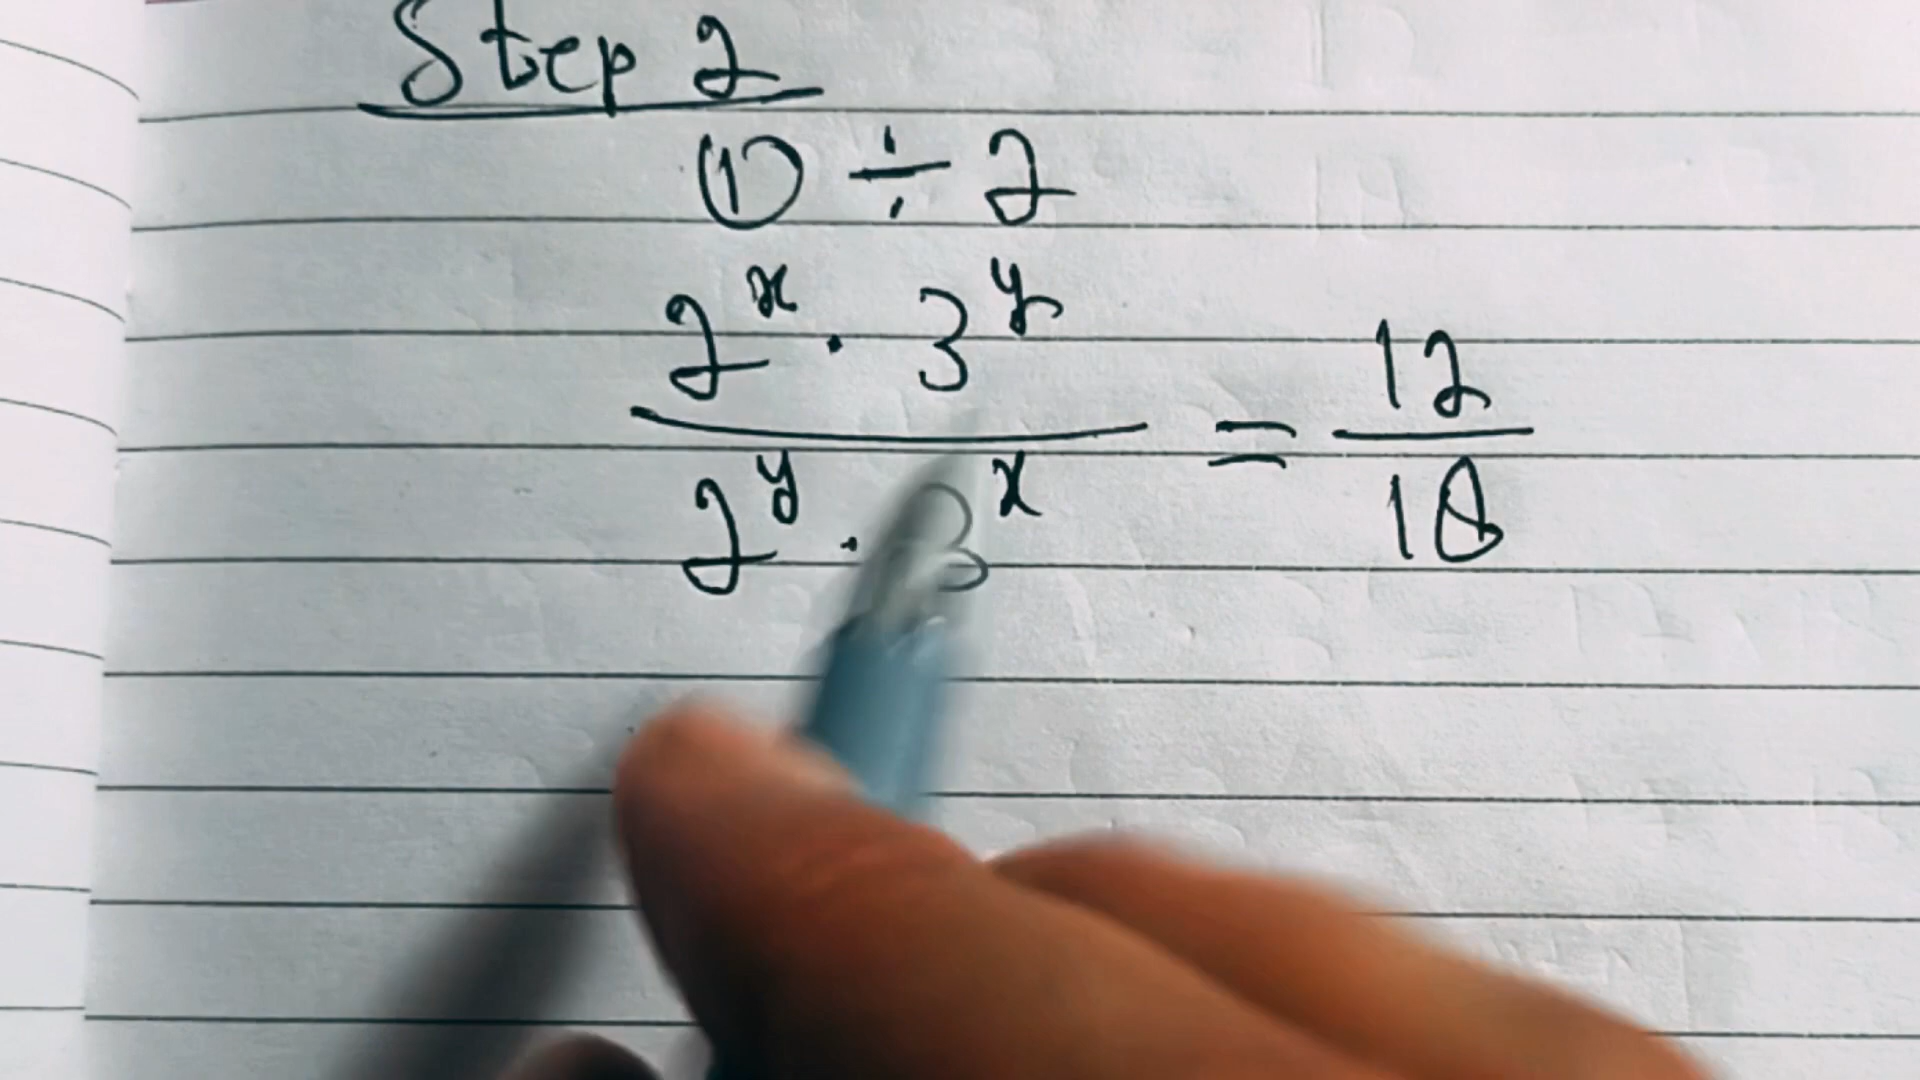 Step 2
① ÷ 2
2^x · 3^y / 2^y · 3^x = 12 / 18